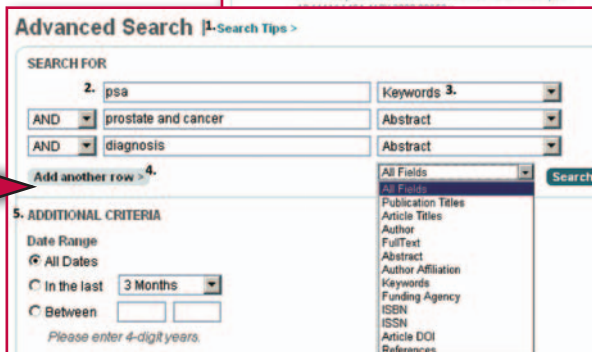 Advanced Search | 1. Search Tips >
SEARCH FOR
2. psa Keywords 3.
AND prostate and cancer Abstract
AND diagnosis Abstract
Add another row > 4. All Fields Search
All Fields
Publication Titles
Article Titles
Author
FullText
Abstract
Author Affiliation
Keywords
Funding Agency
ISBN
ISSN
Article DOI
References
5. ADDITIONAL CRITERIA
Date Range
All Dates
In the last 3 Months
Between
Please enter 4-digit years.